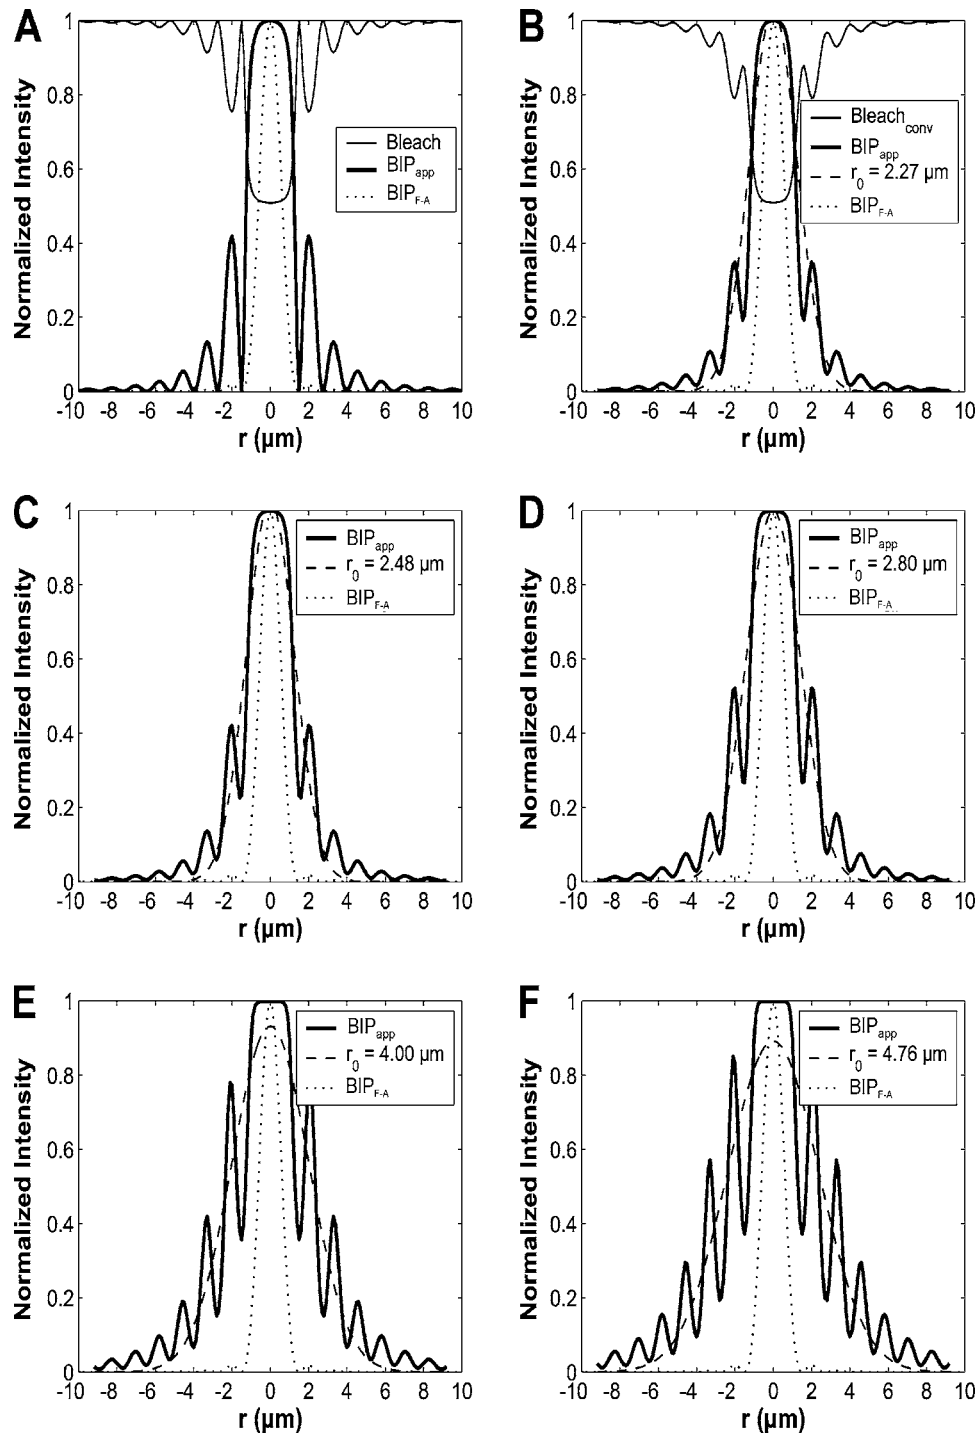 A
Normalized Intensity
1
0.8
0.6
0.4
0.2
0
-10 -8 -6 -4 -2 0 2 4 6 8 10
r (µm)
Bleach
BIPapp
BIPF-A
B
Normalized Intensity
1
0.8
0.6
0.4
0.2
0
-10 -8 -6 -4 -2 0 2 4 6 8 10
r (µm)
Bleachconv
BIPapp
r0 = 2.27 µm
BIPF-A
C
Normalized Intensity
1
0.8
0.6
0.4
0.2
0
-10 -8 -6 -4 -2 0 2 4 6 8 10
r (µm)
BIPapp
r0 = 2.48 µm
BIPF-A
D
Normalized Intensity
1
0.8
0.6
0.4
0.2
0
-10 -8 -6 -4 -2 0 2 4 6 8 10
r (µm)
BIPapp
r0 = 2.80 µm
BIPF-A
E
Normalized Intensity
1
0.8
0.6
0.4
0.2
0
-10 -8 -6 -4 -2 0 2 4 6 8 10
r (µm)
BIPapp
r0 = 4.00 µm
BIPF-A
F
Normalized Intensity
1
0.8
0.6
0.4
0.2
0
-10 -8 -6 -4 -2 0 2 4 6 8 10
r (µm)
BIPapp
r0 = 4.76 µm
BIPF-A